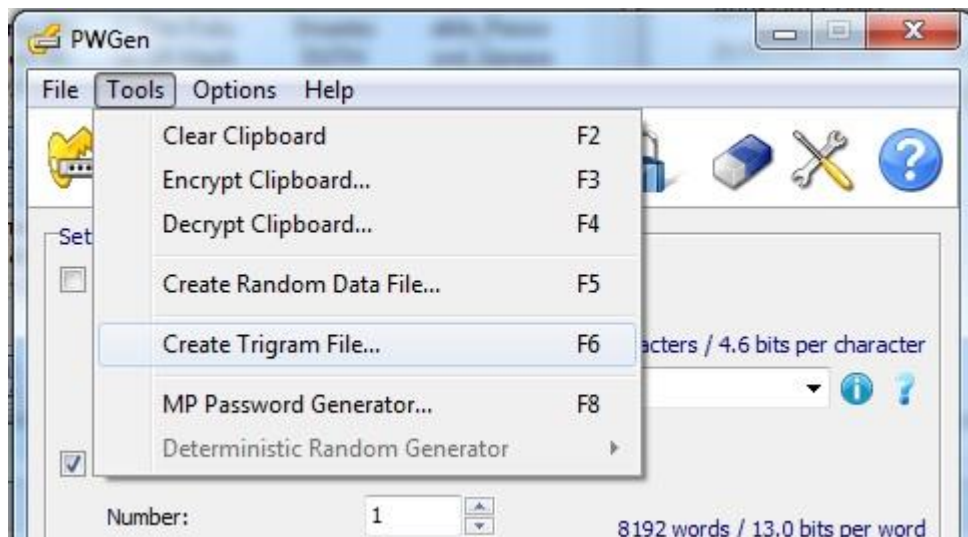 PWGen
File Tools Options Help
Clear Clipboard F2
Encrypt Clipboard... F3
Decrypt Clipboard... F4
Set
Create Random Data File... F5
Create Trigram File... F6
acters / 4.6 bits per character
MP Password Generator... F8
Deterministic Random Generator
Number: 1
8192 words / 13.0 bits per word